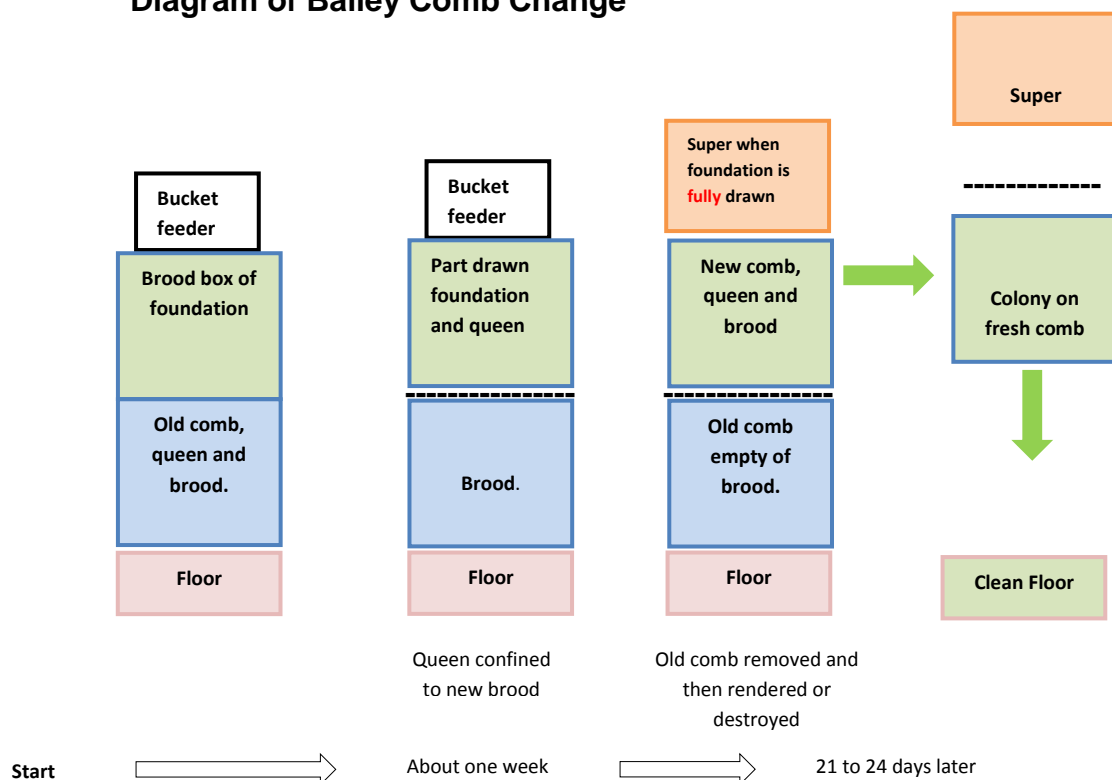 Diagram of Bailey Comb Change
Bucket
feeder
Brood box of
foundation
Old comb,
queen and
brood.
Floor
Bucket
feeder
Part drawn
foundation
and queen
Brood.
Floor
Queen confined
to new brood
Super when
foundation is
fully drawn
New comb,
queen and
brood
Old comb
empty of
brood.
Floor
Old comb removed and
then rendered or
destroyed
Super
Colony on
fresh comb
Clean Floor
Start
About one week
21 to 24 days later